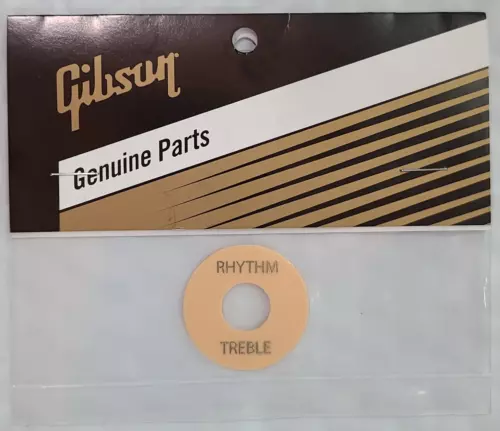 Gibson
Genuine Parts
RHYTHM
TREBLE